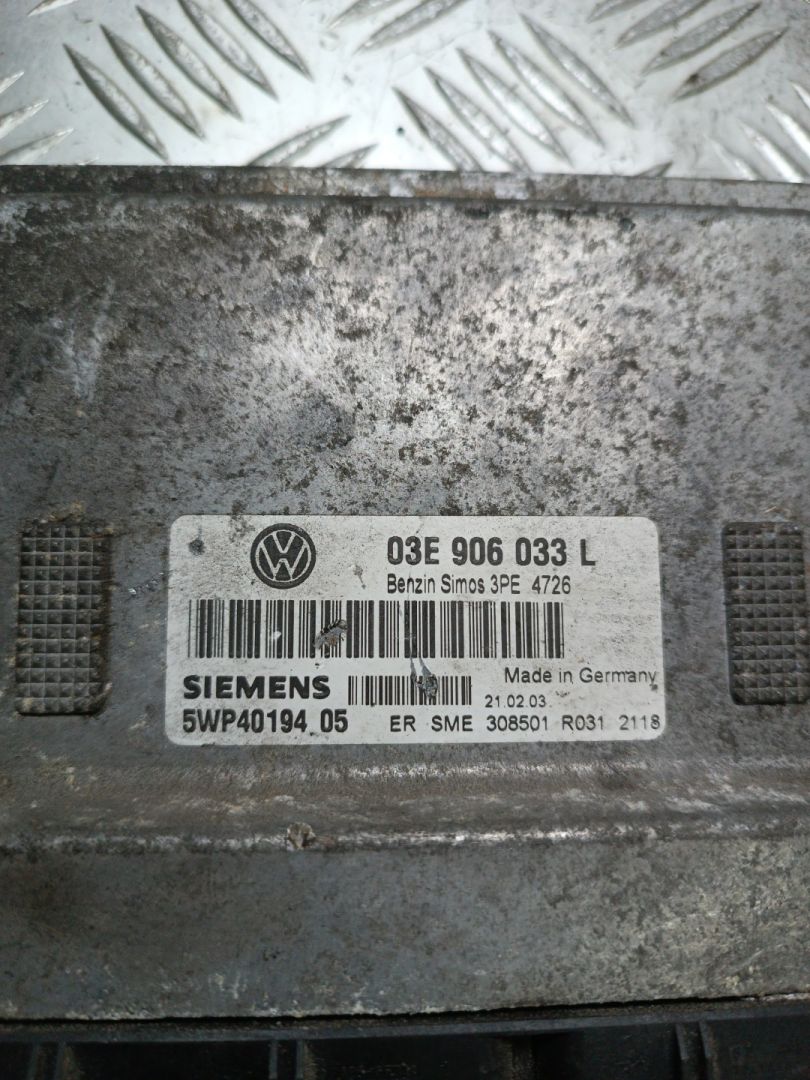 VW
03E 906 033 L
Benzin Simos 3PE 4726
SIEMENS
Made in Germany
21.02.03
5WP40194 05
ER SME 308501 R031 2118